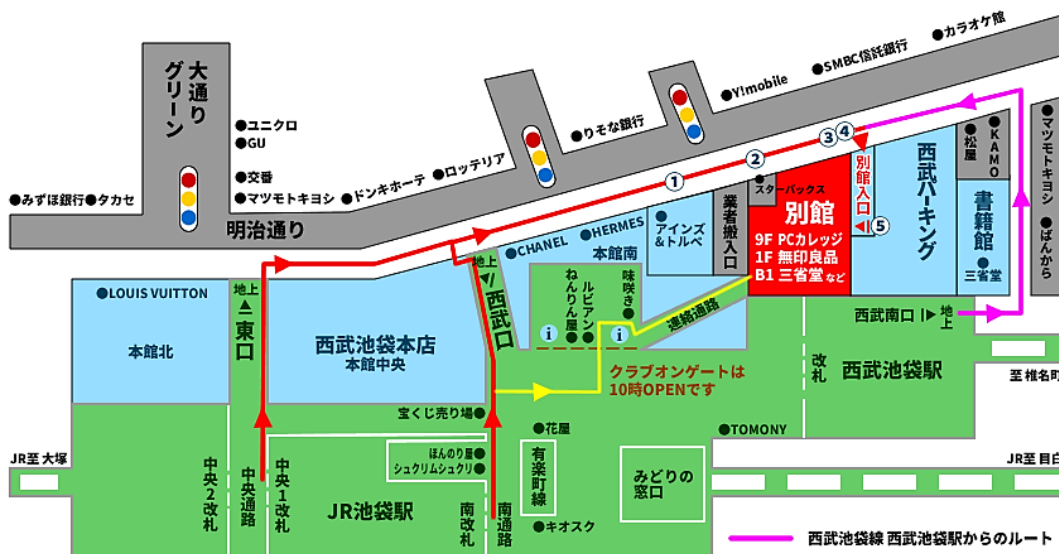 大通り
グリーン
●ユニクロ
●GU
●交番
●マツモトキヨシ
●ドンキホーテ
●ロッテリア
●みずほ銀行
●タカセ
明治通り
●りそな銀行
●Y!mobile
●SMBC信託銀行
●カラオケ館
①
②
③④
⑤
●LOUIS VUITTON
本館北
地上
東口
西武池袋本店
本館中央
地上
西武口
●CHANEL
●HERMES
本館南
●
アインズ
&トルペ
業者搬入口
スターバックス
別館
9F PCカレッジ
1F 無印良品
B1 三省堂 など
別館入口
西武パーキング
●松屋
●KAMO
書籍館
●
三省堂
●マツモトキヨシ
●ばんから
ねんりん屋●
ルビアン●
味咲き●
i
i
連絡通路
西武南口
地上
クラブオンゲートは
10時OPENです
改札
西武池袋駅
至 椎名町
宝くじ売り場●
●花屋
●TOMONY
ほんのり屋●
シュクリムシュクリ●
有楽町線
みどりの
窓口
●キオスク
JR至 大塚
JR至 目白
中央2改札
中央通路
中央1改札
JR池袋駅
南改札
南通路
西武池袋線 西武池袋駅からのルート